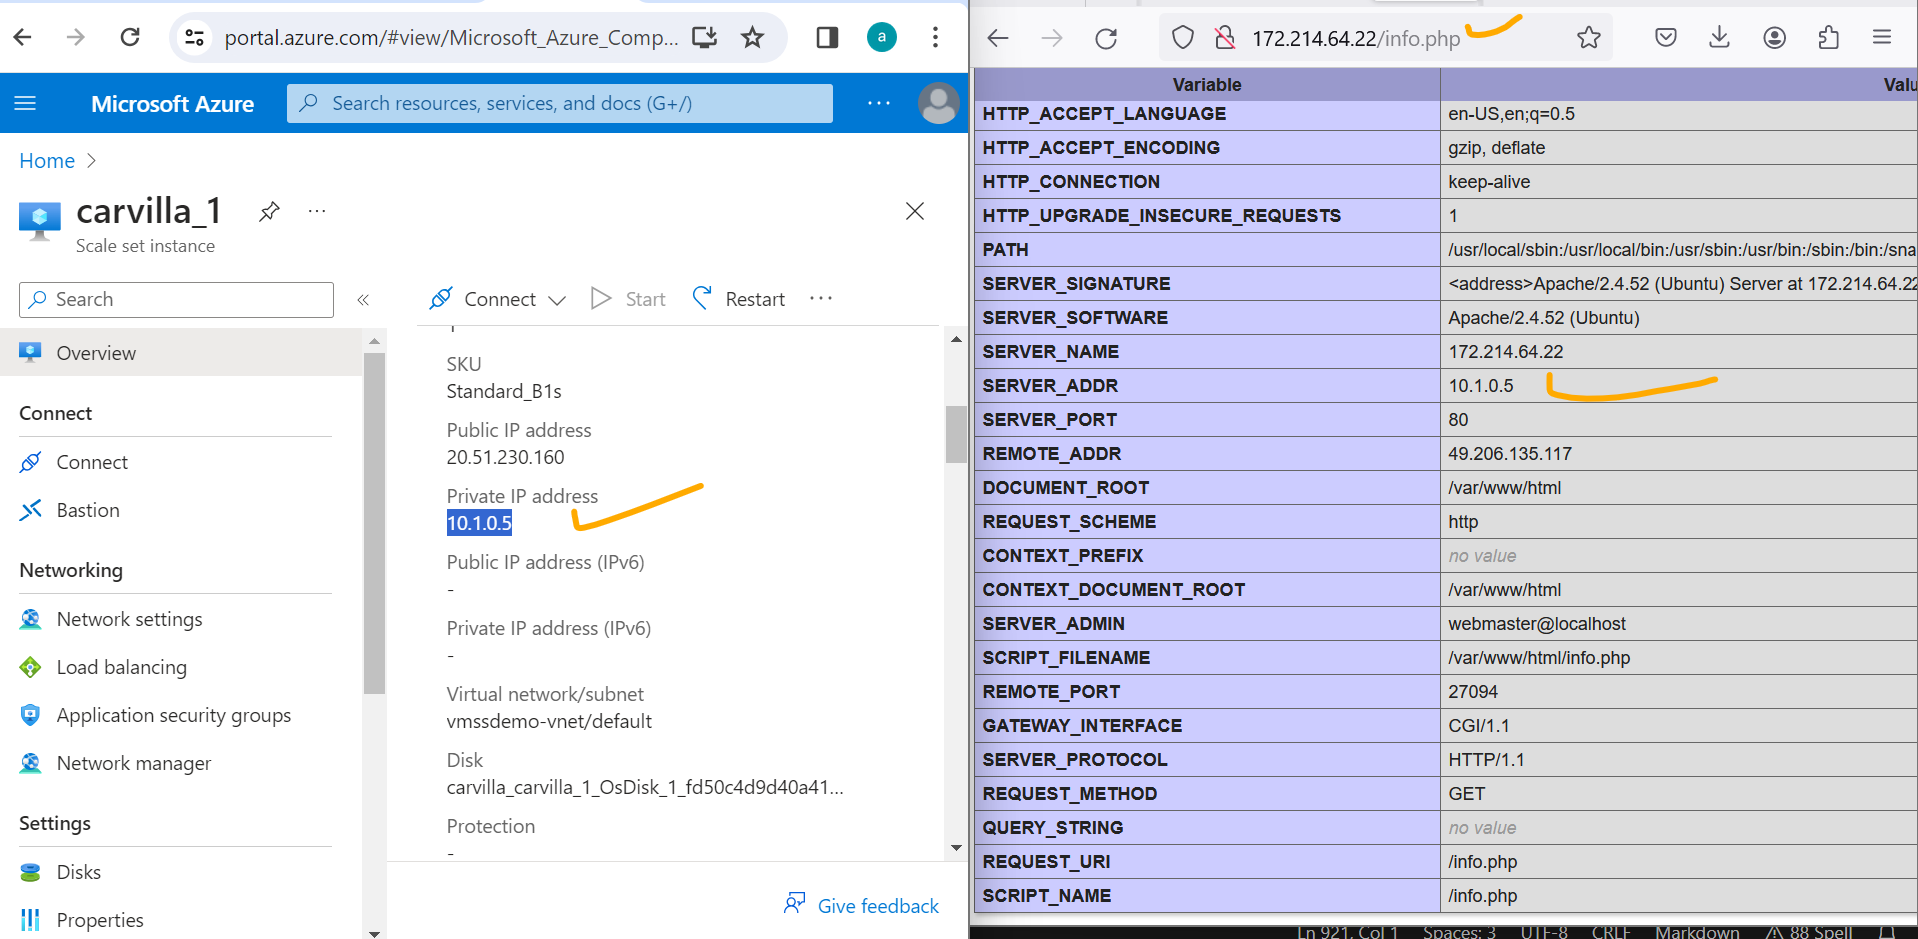 portal.azure.com/#view/Microsoft_Azure_Comp...
a
Microsoft Azure
Search resources, services, and docs (G+/)
...
Home >
carvilla_1
...
Scale set instance
Search
«
Overview
Connect
Connect
Bastion
Networking
Network settings
Load balancing
Application security groups
Network manager
Settings
Disks
Properties
Connect
Start
Restart
...
SKU
Standard_B1s
Public IP address
20.51.230.160
Private IP address
10.1.0.5
Public IP address (IPv6)
-
Private IP address (IPv6)
-
Virtual network/subnet
vmssdemo-vnet/default
Disk
carvilla_carvilla_1_OsDisk_1_fd50c4d9d40a41...
Protection
-
Give feedback
172.214.64.22/info.php
Variable Valu
HTTP_ACCEPT_LANGUAGE en-US,en;q=0.5
HTTP_ACCEPT_ENCODING gzip, deflate
HTTP_CONNECTION keep-alive
HTTP_UPGRADE_INSECURE_REQUESTS 1
PATH /usr/local/sbin:/usr/local/bin:/usr/sbin:/usr/bin:/sbin:/bin:/sna
SERVER_SIGNATURE <address>Apache/2.4.52 (Ubuntu) Server at 172.214.64.22
SERVER_SOFTWARE Apache/2.4.52 (Ubuntu)
SERVER_NAME 172.214.64.22
SERVER_ADDR 10.1.0.5
SERVER_PORT 80
REMOTE_ADDR 49.206.135.117
DOCUMENT_ROOT /var/www/html
REQUEST_SCHEME http
CONTEXT_PREFIX no value
CONTEXT_DOCUMENT_ROOT /var/www/html
SERVER_ADMIN webmaster@localhost
SCRIPT_FILENAME /var/www/html/info.php
REMOTE_PORT 27094
GATEWAY_INTERFACE CGI/1.1
SERVER_PROTOCOL HTTP/1.1
REQUEST_METHOD GET
QUERY_STRING no value
REQUEST_URI /info.php
SCRIPT_NAME /info.php
Ln 921, Col 1 Spaces: 3 UTF-8 CRLF Markdown 88 Spell